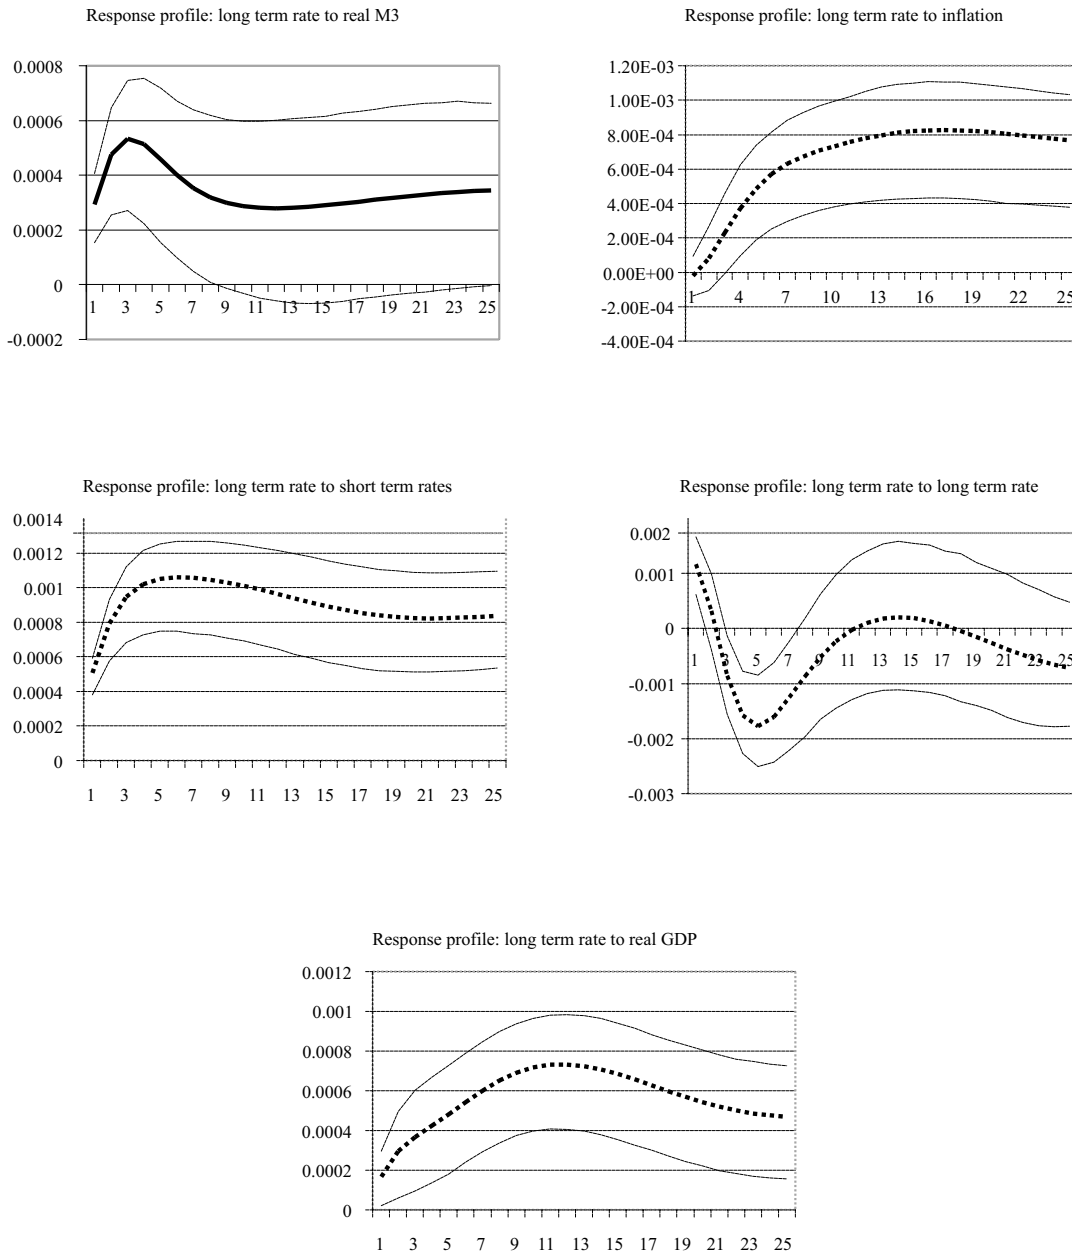 Response profile: long term rate to real M3
0.0008
0.0006
0.0004
0.0002
0
-0.0002
1 3 5 7 9 11 13 15 17 19 21 23 25
Response profile: long term rate to inflation
1.20E-03
1.00E-03
8.00E-04
6.00E-04
4.00E-04
2.00E-04
0.00E+00
-2.00E-04
-4.00E-04
1 4 7 10 13 16 19 22 25
Response profile: long term rate to short term rates
0.0014
0.0012
0.001
0.0008
0.0006
0.0004
0.0002
0
1 3 5 7 9 11 13 15 17 19 21 23 25
Response profile: long term rate to long term rate
0.002
0.001
0
-0.001
-0.002
-0.003
1 3 5 7 9 11 13 15 17 19 21 23 25
Response profile: long term rate to real GDP
0.0012
0.001
0.0008
0.0006
0.0004
0.0002
0
1 3 5 7 9 11 13 15 17 19 21 23 25